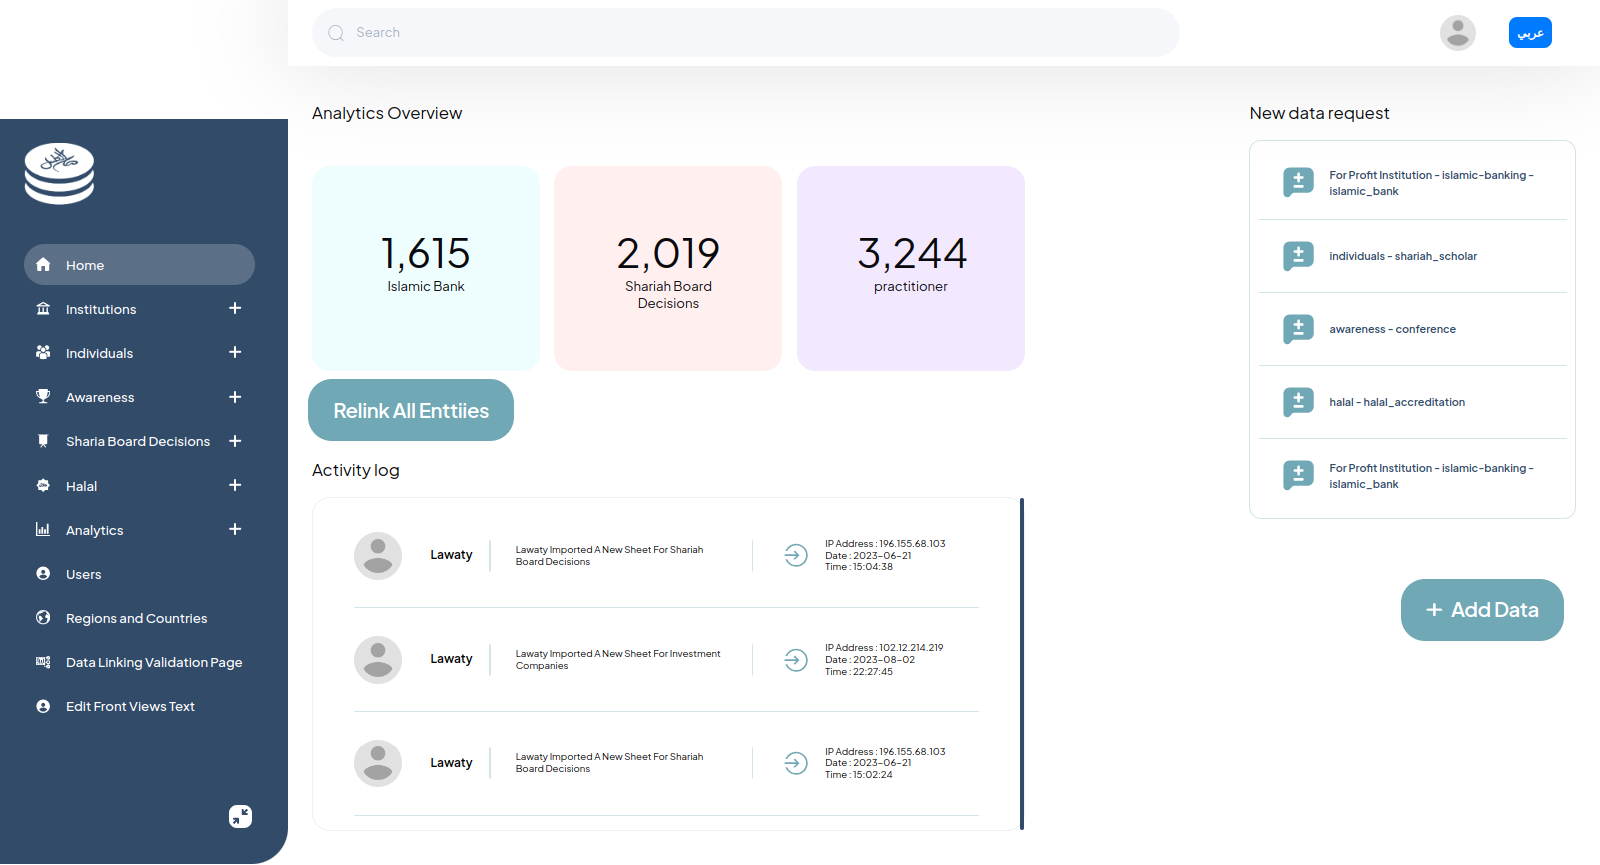 Search
عربي
Home
Institutions
Individuals
Awareness
Sharia Board Decisions
Halal
Analytics
Users
Regions and Countries
Data Linking Validation Page
Edit Front Views Text
Analytics Overview
1,615
Islamic Bank
2,019
Shariah Board
Decisions
3,244
practitioner
Relink All Enttiies
Activity log
Lawaty
Lawaty Imported A New Sheet For Shariah
Board Decisions
IP Address : 196.155.68.103
Date : 2023-06-21
Time : 15:04:38
Lawaty
Lawaty Imported A New Sheet For Investment
Companies
IP Address : 102.12.214.219
Date : 2023-08-02
Time : 22:27:45
Lawaty
Lawaty Imported A New Sheet For Shariah
Board Decisions
IP Address : 196.155.68.103
Date : 2023-06-21
Time : 15:02:24
New data request
For Profit Institution - islamic-banking -
islamic_bank
individuals - shariah_scholar
awareness - conference
halal - halal_accreditation
For Profit Institution - islamic-banking -
islamic_bank
+ Add Data